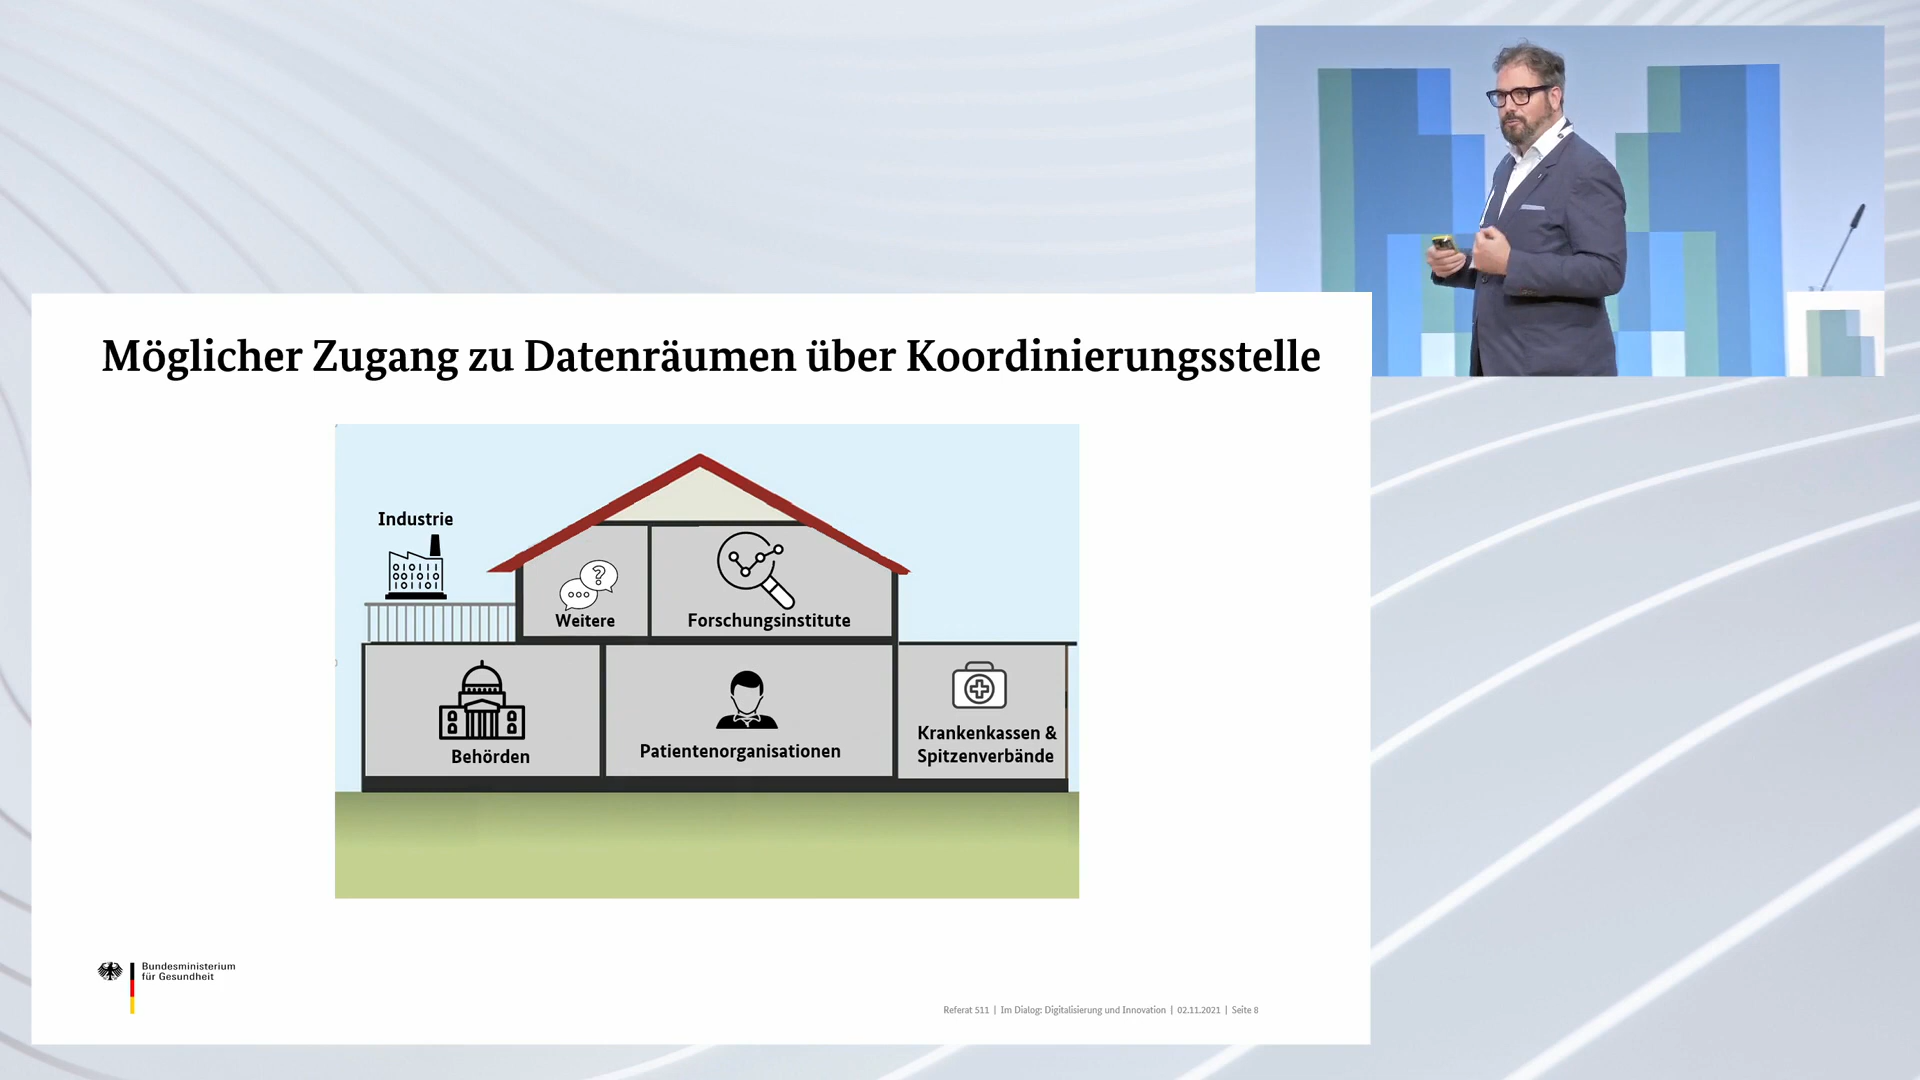 Möglicher Zugang zu Datenräumen über Koordinierungsstelle
Industrie
Weitere
Forschungsinstitute
Behörden
Patientenorganisationen
Krankenkassen &
Spitzenverbände
Bundesministerium
für Gesundheit
Referat 511 | Im Dialog: Digitalisierung und Innovation | 02.11.2021 | Seite 8